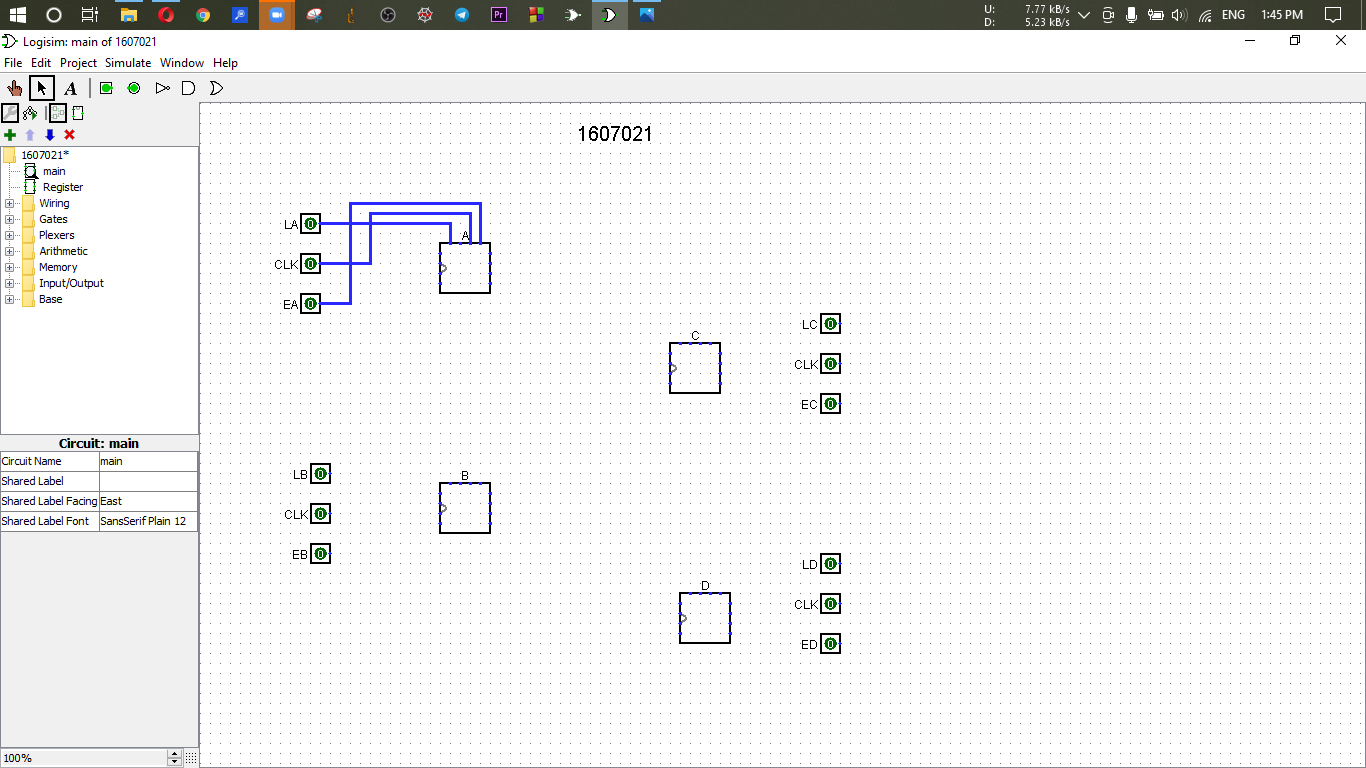 U: 7.77 kB/s
D: 5.23 kB/s
ENG 1:45 PM
Logisim: main of 1607021
File Edit Project Simulate Window Help
A
1607021*
main
Register
Wiring
Gates
Plexers
Arithmetic
Memory
Input/Output
Base
Circuit: main
Circuit Name main
Shared Label
Shared Label Facing East
Shared Label Font SansSerif Plain 12
100%
1607021
LA 0
A
CLK 0
EA 0
C
LC 0
CLK 0
EC 0
LB 0
B
CLK 0
EB 0
D
LD 0
CLK 0
ED 0
Pr